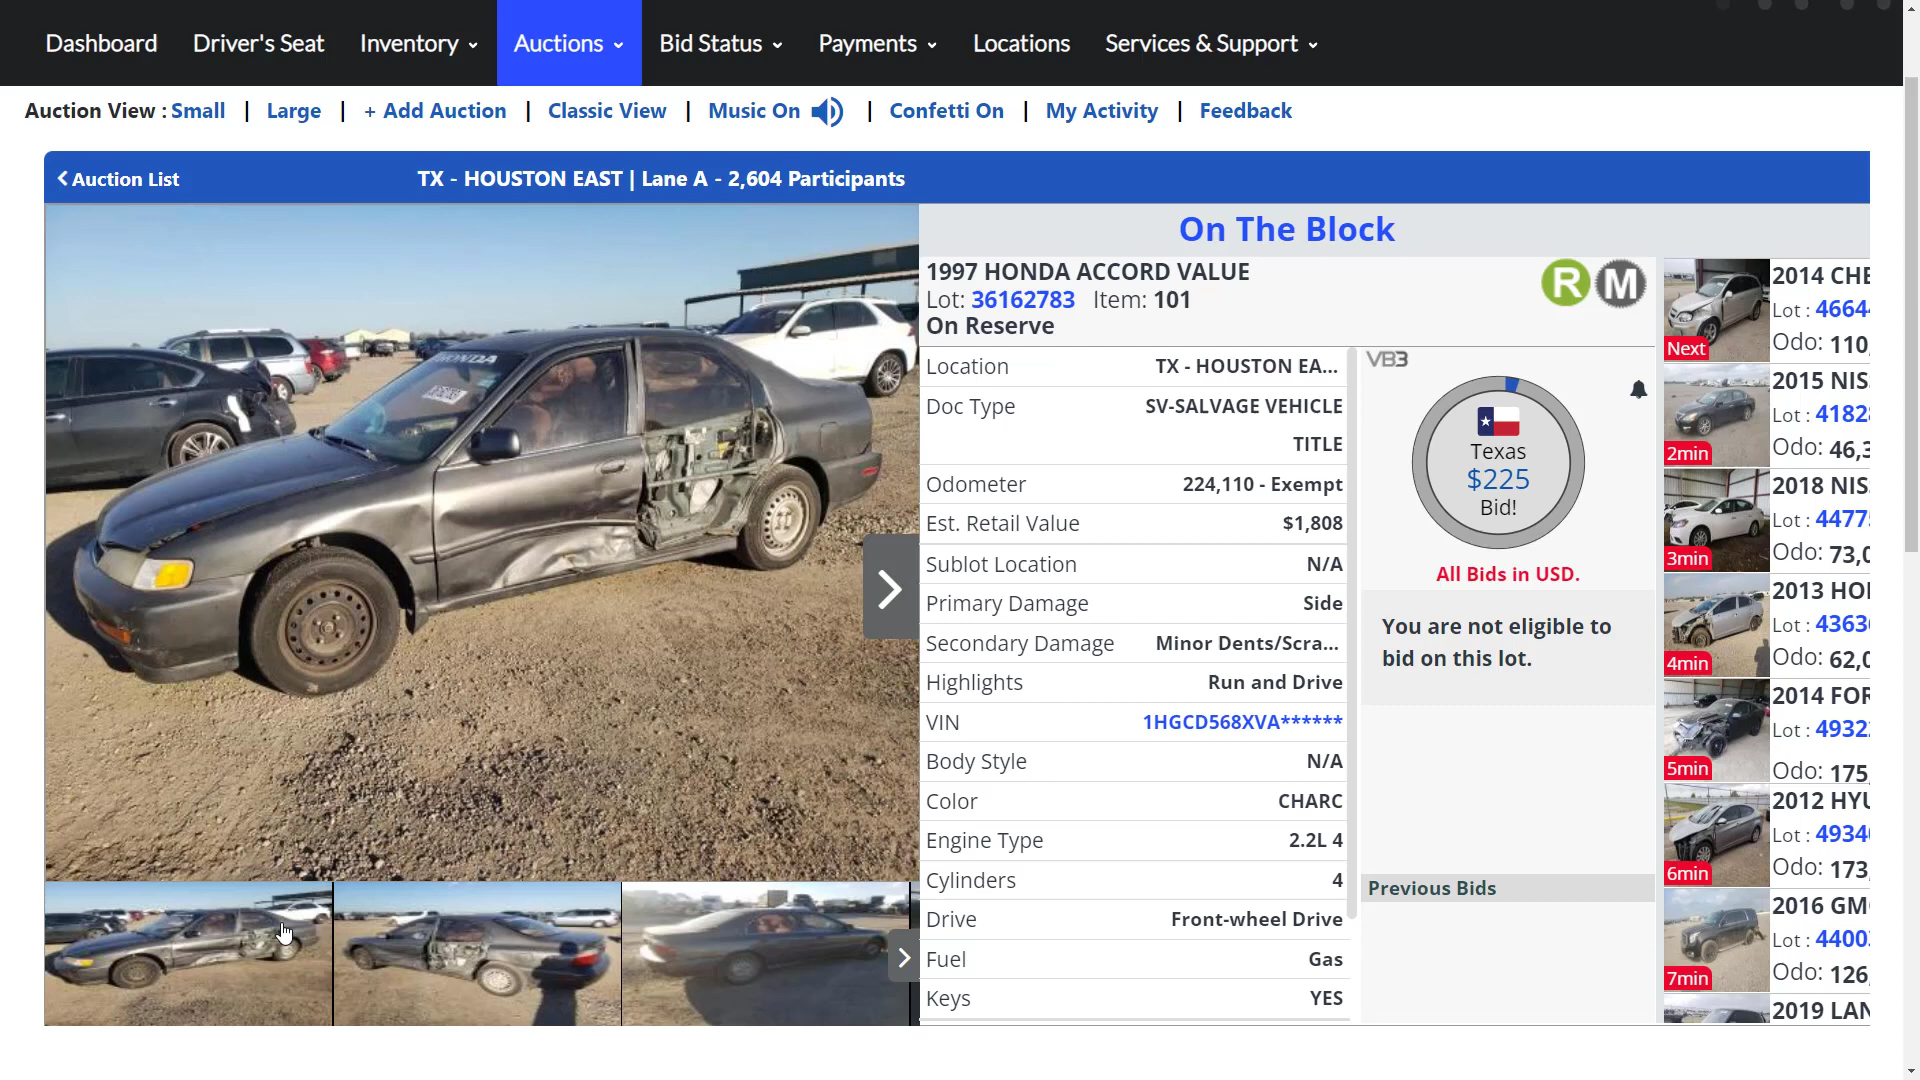 Dashboard Driver's Seat Inventory Auctions Bid Status Payments Locations Services & Support
Auction View : Small | Large | + Add Auction | Classic View | Music On | Confetti On | My Activity | Feedback
Auction List
TX - HOUSTON EAST | Lane A - 2,604 Participants
HONDA
On The Block
1997 HONDA ACCORD VALUE
Lot: 36162783 Item: 101
On Reserve
R M
Location TX - HOUSTON EA...
Doc Type SV-SALVAGE VEHICLE
TITLE
Odometer 224,110 - Exempt
Est. Retail Value $1,808
Sublot Location N/A
Primary Damage Side
Secondary Damage Minor Dents/Scra...
Highlights Run and Drive
VIN 1HGCD568XVA******
Body Style N/A
Color CHARC
Engine Type 2.2L 4
Cylinders 4
Drive Front-wheel Drive
Fuel Gas
Keys YES
VB3
Texas
$225
Bid!
All Bids in USD.
You are not eligible to
bid on this lot.
Previous Bids
2014 CHE
Lot : 4664
Odo: 110,
Next
2015 NIS
Lot : 4182
Odo: 46,3
2min
2018 NIS
Lot : 4477
Odo: 73,0
3min
2013 HO
Lot : 4363
Odo: 62,0
4min
2014 FOR
Lot : 4932
Odo: 175,
5min
2012 HYU
Lot : 4934
Odo: 173,
6min
2016 GM
Lot : 4400
Odo: 126,
7min
2019 LAN